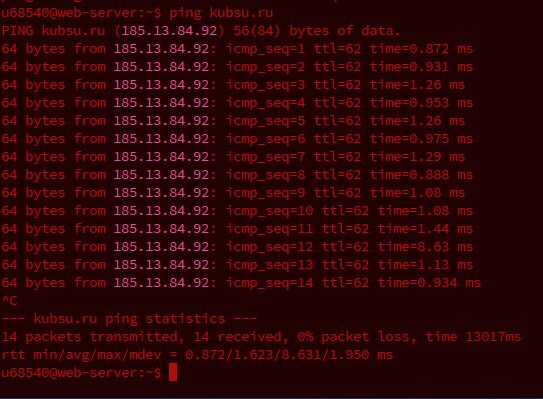 u68540@web-server:~$ ping kubsu.ru
PING kubsu.ru (185.13.84.92) 56(84) bytes of data.
64 bytes from 185.13.84.92: icmp_seq=1 ttl=62 time=0.872 ms
64 bytes from 185.13.84.92: icmp_seq=2 ttl=62 time=0.931 ms
64 bytes from 185.13.84.92: icmp_seq=3 ttl=62 time=1.26 ms
64 bytes from 185.13.84.92: icmp_seq=4 ttl=62 time=0.953 ms
64 bytes from 185.13.84.92: icmp_seq=5 ttl=62 time=1.26 ms
64 bytes from 185.13.84.92: icmp_seq=6 ttl=62 time=0.975 ms
64 bytes from 185.13.84.92: icmp_seq=7 ttl=62 time=1.29 ms
64 bytes from 185.13.84.92: icmp_seq=8 ttl=62 time=0.888 ms
64 bytes from 185.13.84.92: icmp_seq=9 ttl=62 time=1.08 ms
64 bytes from 185.13.84.92: icmp_seq=10 ttl=62 time=1.08 ms
64 bytes from 185.13.84.92: icmp_seq=11 ttl=62 time=1.44 ms
64 bytes from 185.13.84.92: icmp_seq=12 ttl=62 time=8.63 ms
64 bytes from 185.13.84.92: icmp_seq=13 ttl=62 time=1.13 ms
64 bytes from 185.13.84.92: icmp_seq=14 ttl=62 time=0.934 ms
^C
--- kubsu.ru ping statistics ---
14 packets transmitted, 14 received, 0% packet loss, time 13017ms
rtt min/avg/max/mdev = 0.872/1.623/8.631/1.950 ms
u68540@web-server:~$